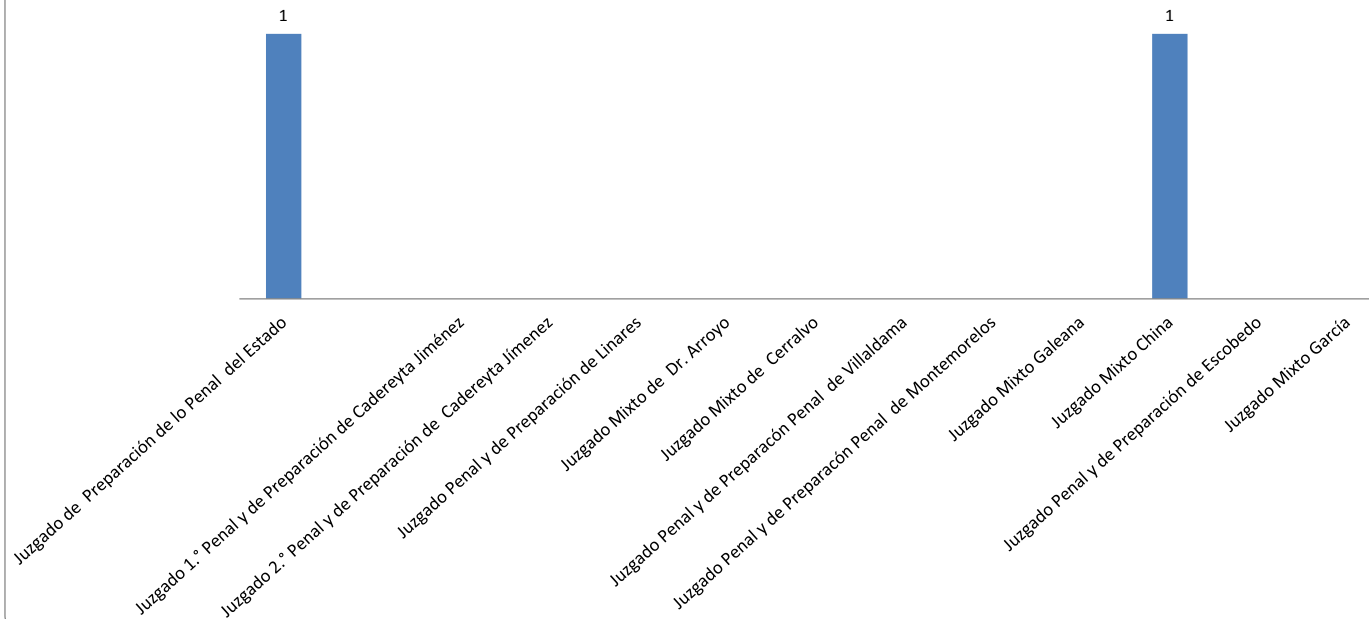 1
1
Juzgado de Preparación de lo Penal del Estado
Juzgado 1.° Penal y de Preparación de Cadereyta Jiménez
Juzgado 2.° Penal y de Preparación de Cadereyta Jímenez
Juzgado Penal y de Preparación de Linares
Juzgado Mixto de Dr. Arroyo
Juzgado Mixto de Cerralvo
Juzgado Penal y de Preparacón Penal de Villaldama
Juzgado Penal y de Preparacón Penal de Montemorelos
Juzgado Mixto Galeana
Juzgado Mixto China
Juzgado Penal y de Preparación de Escobedo
Juzgado Mixto García